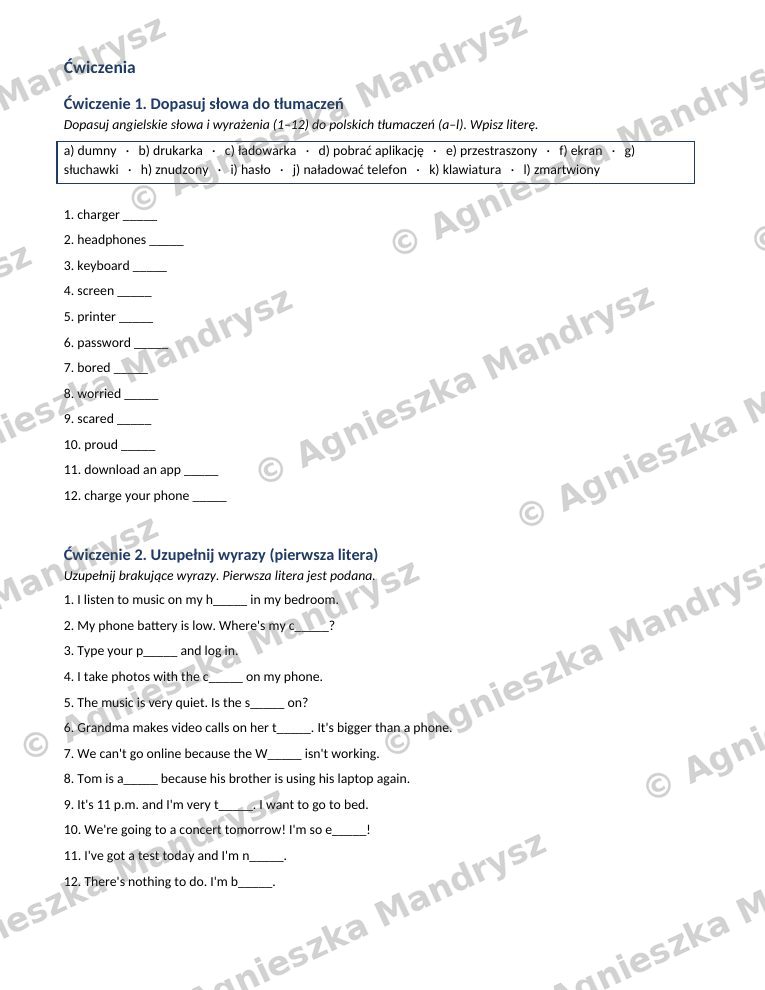 Ćwiczenia
Ćwiczenie 1. Dopasuj słowa do tłumaczeń
Dopasuj angielskie słowa i wyrażenia (1–12) do polskich tłumaczeń (a–l). Wpisz literę.
a) dumny · b) drukarka · c) ładowarka · d) pobrać aplikację · e) przestraszony · f) ekran · g)
słuchawki · h) znudzony · i) hasło · j) naładować telefon · k) klawiatura · l) zmartwiony
1. charger _____
2. headphones _____
3. keyboard _____
4. screen _____
5. printer _____
6. password _____
7. bored _____
8. worried _____
9. scared _____
10. proud _____
11. download an app _____
12. charge your phone _____
Ćwiczenie 2. Uzupełnij wyrazy (pierwsza litera)
Uzupełnij brakujące wyrazy. Pierwsza litera jest podana.
1. I listen to music on my h_____ in my bedroom.
2. My phone battery is low. Where's my c_____?
3. Type your p_____ and log in.
4. I take photos with the c_____ on my phone.
5. The music is very quiet. Is the s_____ on?
6. Grandma makes video calls on her t_____. It's bigger than a phone.
7. We can't go online because the W_____ isn't working.
8. Tom is a_____ because his brother is using his laptop again.
9. It's 11 p.m. and I'm very t_____. I want to go to bed.
10. We're going to a concert tomorrow! I'm so e_____!
11. I've got a test today and I'm n_____.
12. There's nothing to do. I'm b_____.
© Agnieszka Mandrysz